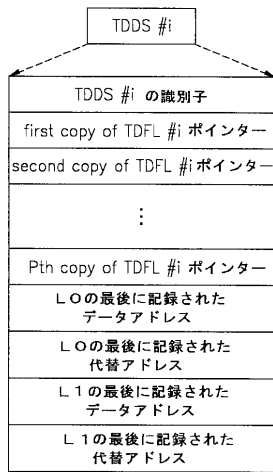 TDDS #i
TDDS #i の識別子
first copy of TDFL #i ポインター
second copy of TDFL #i ポインター
⋮
Pth copy of TDFL #i ポインター
L0の最後に記録された
データアドレス
L0の最後に記録された
代替アドレス
L1の最後に記録された
データアドレス
L1の最後に記録された
代替アドレス